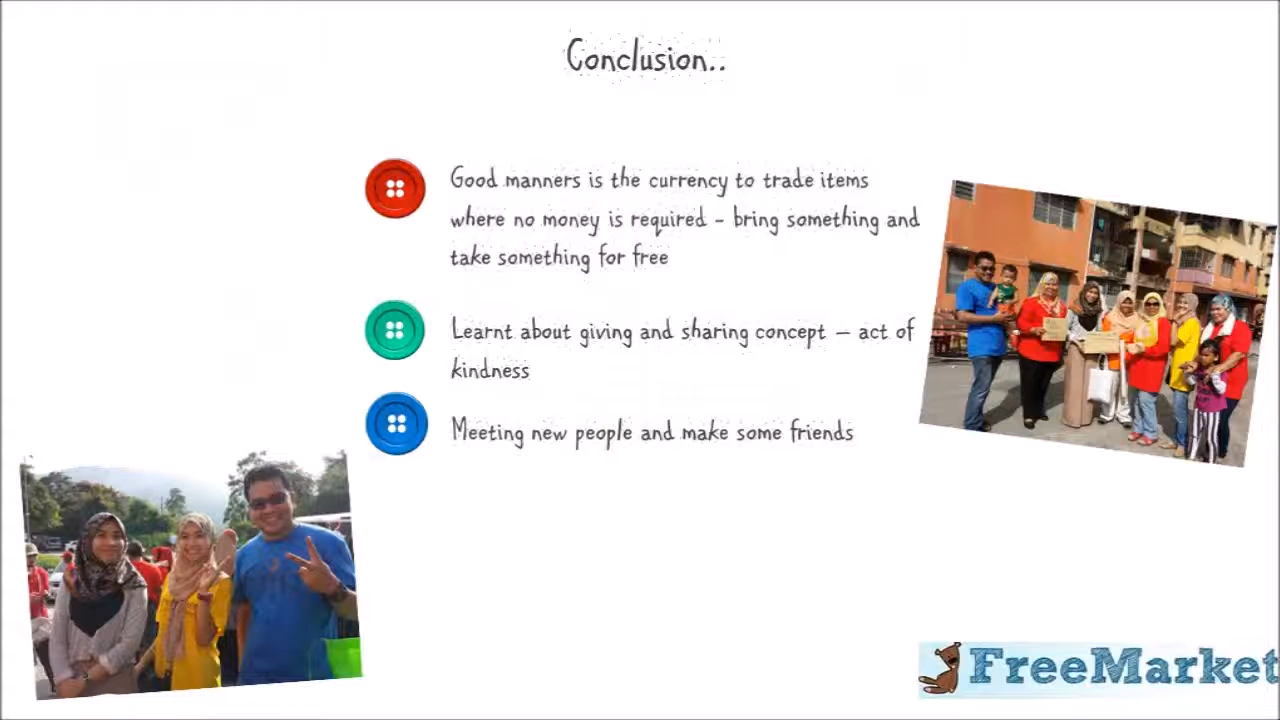 Conclusion..
Good manners is the currency to trade items
where no money is required - bring something and
take something for free
Learnt about giving and sharing concept – act of
kindness
Meeting new people and make some friends
FreeMarket